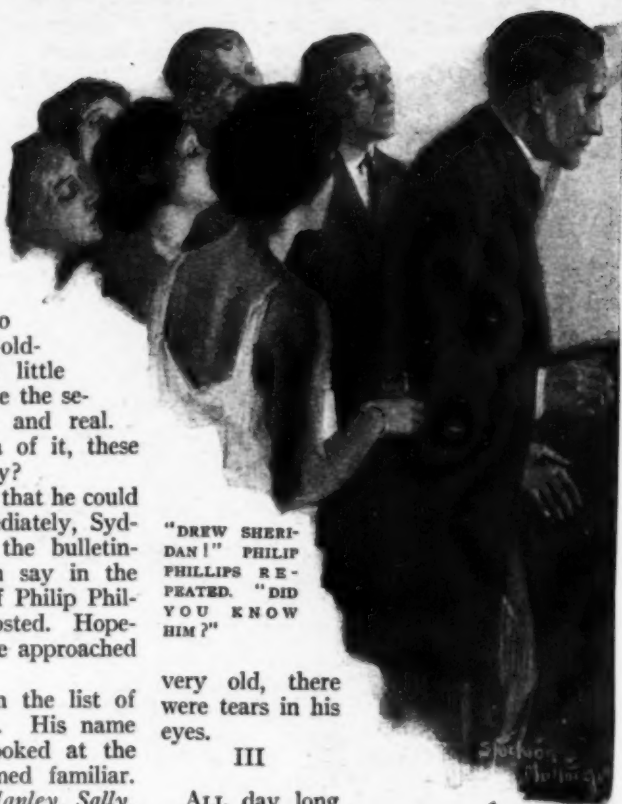 old-
little
e the se-
and real.
of it, these
y?
that he could
ediately, Syd-
the bulletin-
say in the
f Philip Phil-
osted. Hope-
e approached
n the list of
His name
ooked at the
ned familiar.
Sally
"DREW SHERI-
DAN!" PHILIP
PHILLIPS RE-
PEATED. "DID
YOU KNOW
HIM?"
very old, there
were tears in his
eyes.
III
ALL day long